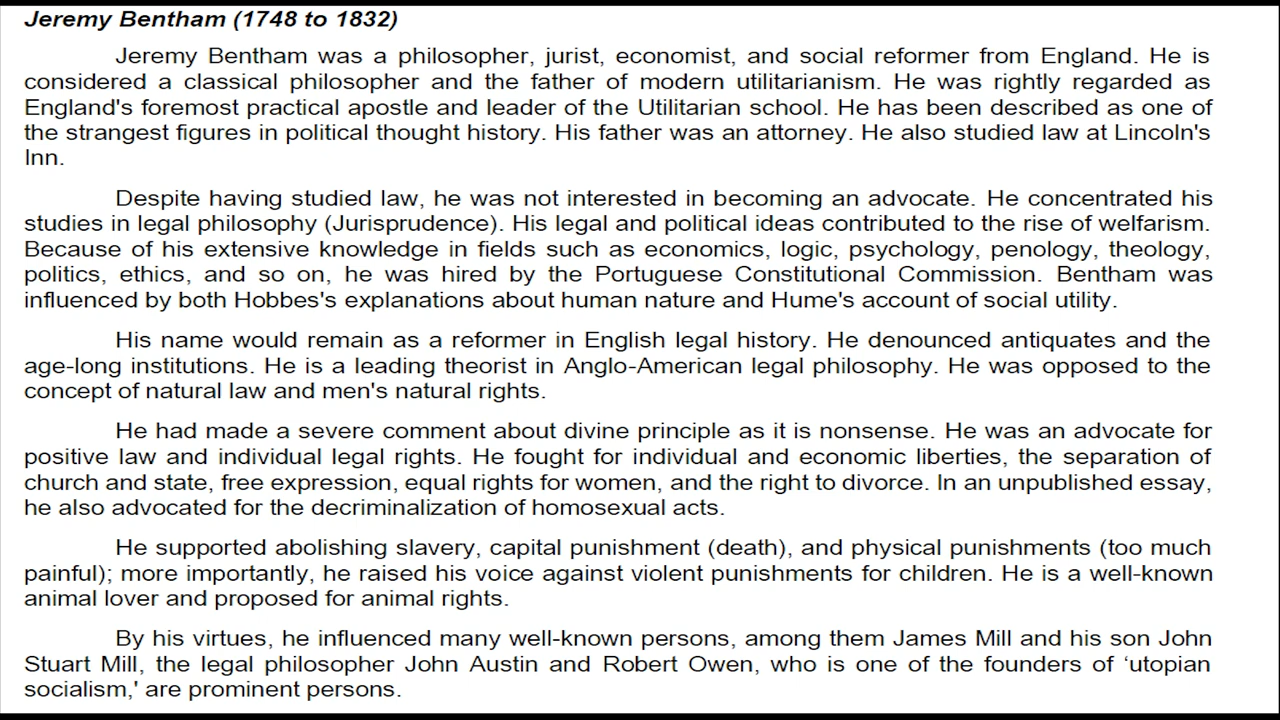 Jeremy Bentham (1748 to 1832)
Jeremy Bentham was a philosopher, jurist, economist, and social reformer from England. He is
considered a classical philosopher and the father of modern utilitarianism. He was rightly regarded as
England's foremost practical apostle and leader of the Utilitarian school. He has been described as one of
the strangest figures in political thought history. His father was an attorney. He also studied law at Lincoln's
Inn.
Despite having studied law, he was not interested in becoming an advocate. He concentrated his
studies in legal philosophy (Jurisprudence). His legal and political ideas contributed to the rise of welfarism.
Because of his extensive knowledge in fields such as economics, logic, psychology, penology, theology,
politics, ethics, and so on, he was hired by the Portuguese Constitutional Commission. Bentham was
influenced by both Hobbes's explanations about human nature and Hume's account of social utility.
His name would remain as a reformer in English legal history. He denounced antiquates and the
age-long institutions. He is a leading theorist in Anglo-American legal philosophy. He was opposed to the
concept of natural law and men's natural rights.
He had made a severe comment about divine principle as it is nonsense. He was an advocate for
positive law and individual legal rights. He fought for individual and economic liberties, the separation of
church and state, free expression, equal rights for women, and the right to divorce. In an unpublished essay,
he also advocated for the decriminalization of homosexual acts.
He supported abolishing slavery, capital punishment (death), and physical punishments (too much
painful); more importantly, he raised his voice against violent punishments for children. He is a well-known
animal lover and proposed for animal rights.
By his virtues, he influenced many well-known persons, among them James Mill and his son John
Stuart Mill, the legal philosopher John Austin and Robert Owen, who is one of the founders of ‘utopian
socialism,' are prominent persons.